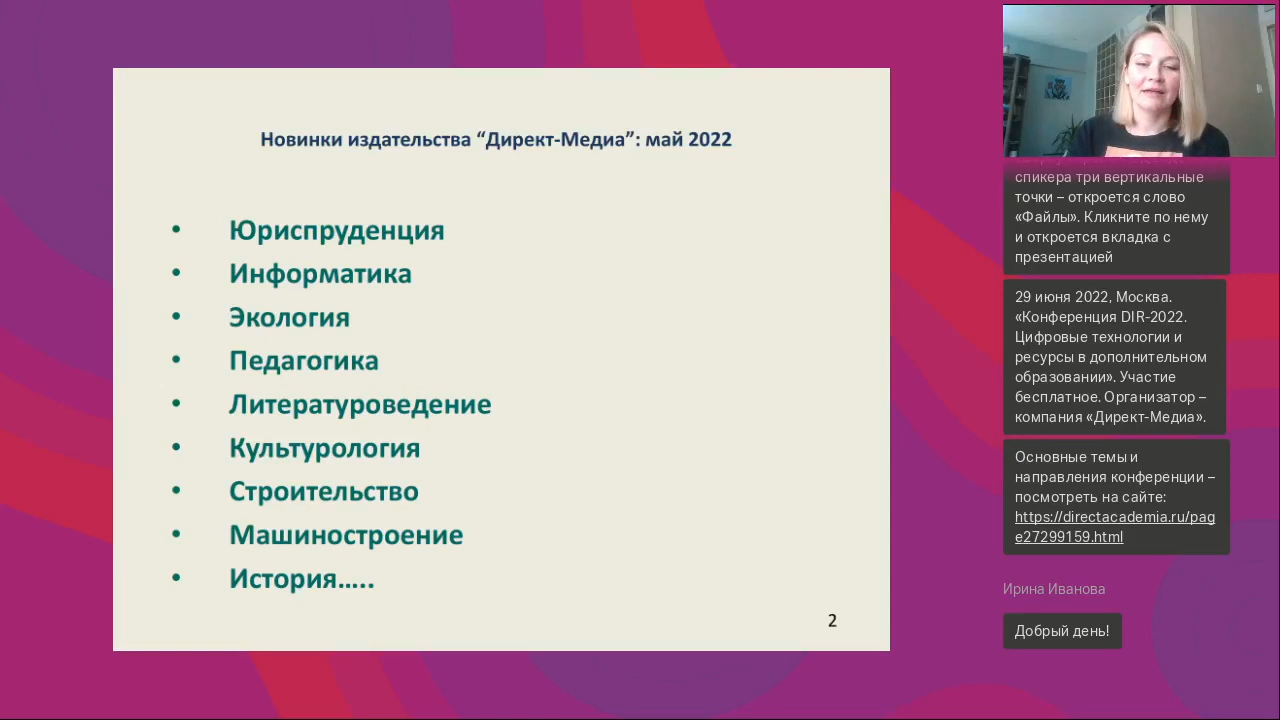 Новинки издательства “Директ-Медиа”: май 2022
• Юриспруденция
• Информатика
• Экология
• Педагогика
• Литературоведение
• Культурология
• Строительство
• Машиностроение
• История…..
2
спикера три вертикальные
точки – откроется слово
«Файлы». Кликните по нему
и откроется вкладка с
презентацией
29 июня 2022, Москва.
«Конференция DIR-2022.
Цифровые технологии и
ресурсы в дополнительном
образовании». Участие
бесплатное. Организатор –
компания «Директ-Медиа».
Основные темы и
направления конференции –
посмотреть на сайте:
https://directacademia.ru/pag
e27299159.html
Ирина Иванова
Добрый день!